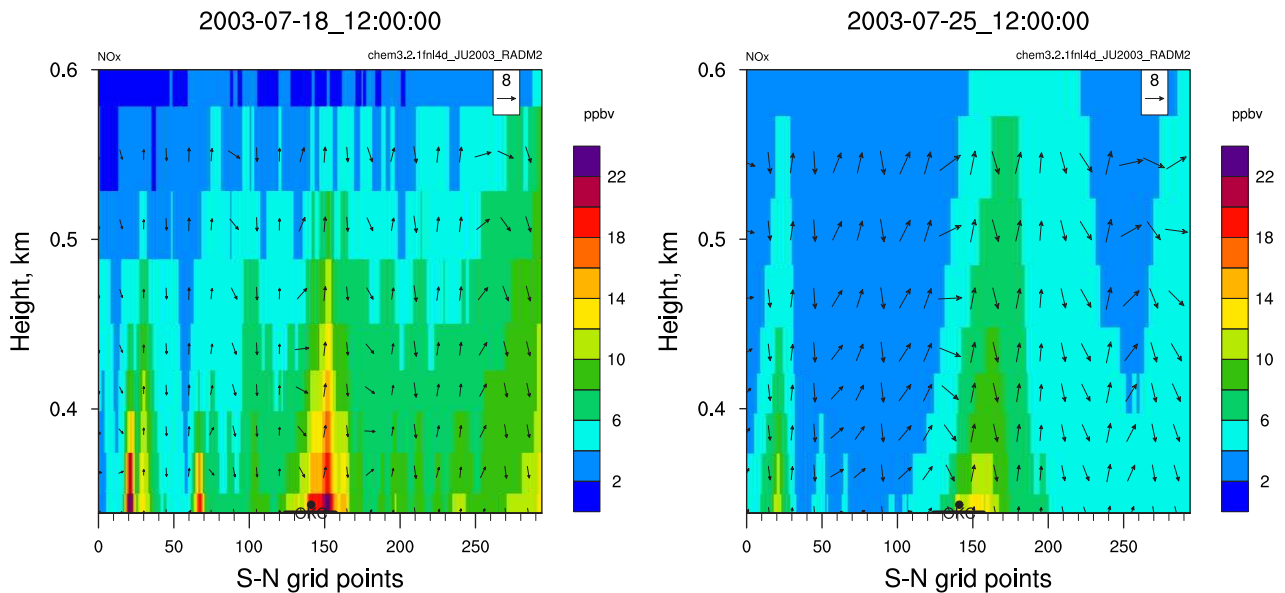 2003-07-18_12:00:00
NOx
chem3.2.1fnl4d_JU2003_RADM2
0.6
0.5
0.4
Height, km
8
OKC
0
50
100
150
200
250
S-N grid points
ppbv
22
18
14
10
6
2
2003-07-25_12:00:00
NOx
chem3.2.1fnl4d_JU2003_RADM2
0.6
0.5
0.4
Height, km
8
OKC
0
50
100
150
200
250
S-N grid points
ppbv
22
18
14
10
6
2